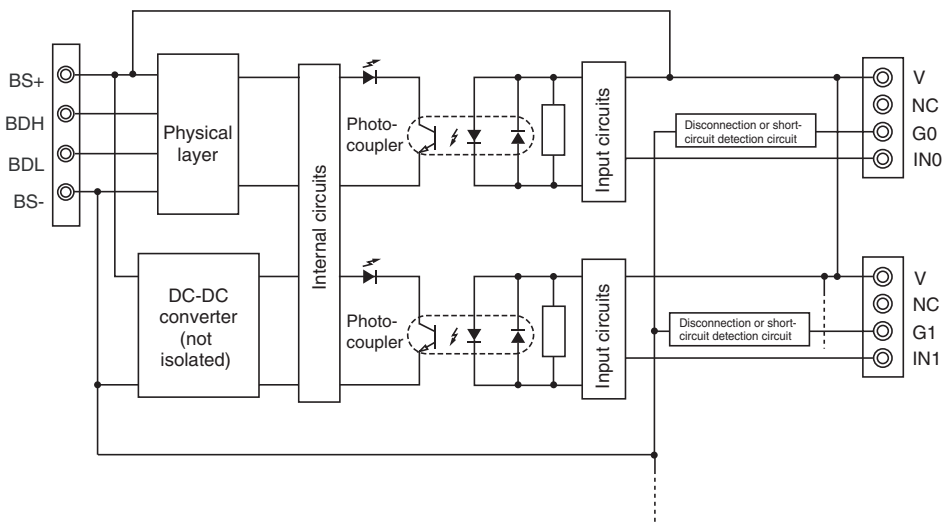 BS+
BDH
BDL
BS-
Physical
layer
DC-DC
converter
(not
isolated)
Internal circuits
Photo-
coupler
Input circuits
Disconnection or short-
circuit detection circuit
V
NC
G0
IN0
Photo-
coupler
Input circuits
Disconnection or short-
circuit detection circuit
V
NC
G1
IN1